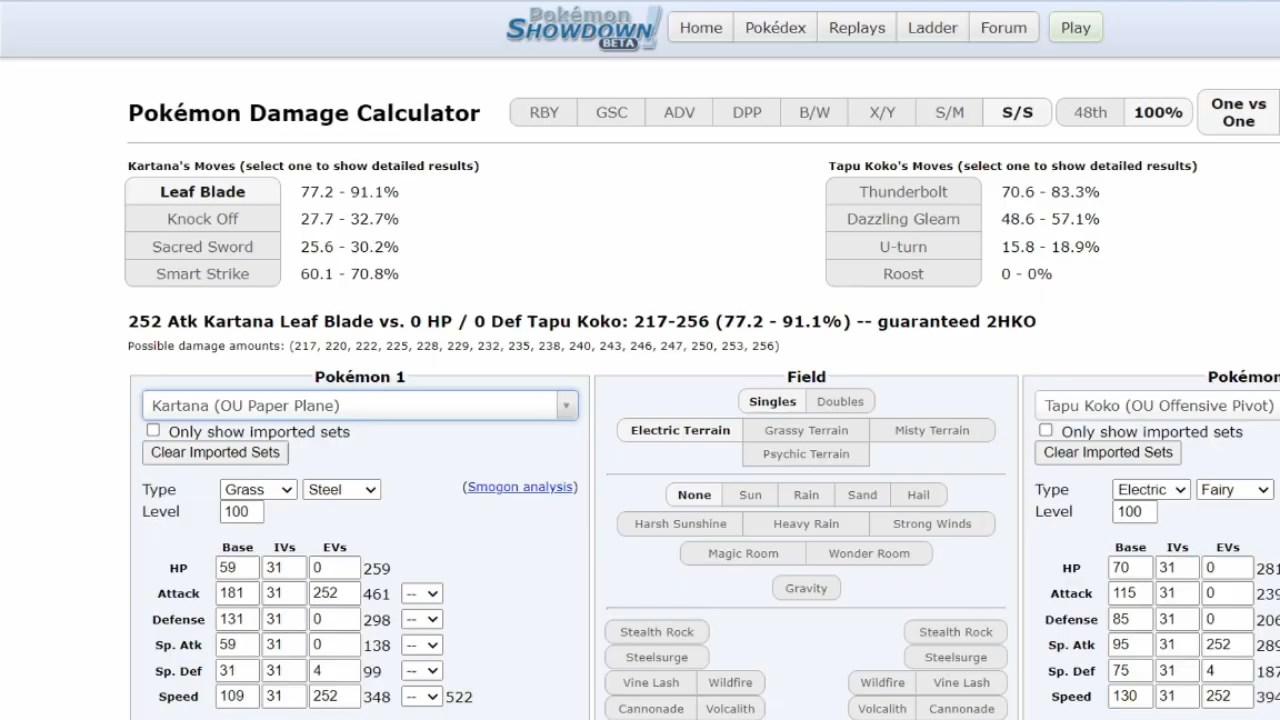 Pokémon SHOWDOWN! BETA Home Pokédex Replays Ladder Forum Play
Pokémon Damage Calculator RBY GSC ADV DPP B/W X/Y S/M S/S 48th 100% One vs One
Kartana's Moves (select one to show detailed results) Tapu Koko's Moves (select one to show detailed results)
Leaf Blade 77.2 - 91.1% Thunderbolt 70.6 - 83.3%
Knock Off 27.7 - 32.7% Dazzling Gleam 48.6 - 57.1%
Sacred Sword 25.6 - 30.2% U-turn 15.8 - 18.9%
Smart Strike 60.1 - 70.8% Roost 0 - 0%
252 Atk Kartana Leaf Blade vs. 0 HP / 0 Def Tapu Koko: 217-256 (77.2 - 91.1%) -- guaranteed 2HKO
Possible damage amounts: (217, 220, 222, 225, 228, 229, 232, 235, 238, 240, 243, 246, 247, 250, 253, 256)
Pokémon 1
Kartana (OU Paper Plane)
Only show imported sets
Clear Imported Sets
Type Grass Steel (Smogon analysis)
Level 100
Base IVs EVs
HP 59 31 0 259
Attack 181 31 252 461 --
Defense 131 31 0 298 --
Sp. Atk 59 31 0 138 --
Sp. Def 31 31 4 99 --
Speed 109 31 252 348 -- 522
Field
Singles Doubles
Electric Terrain Grassy Terrain Misty Terrain
Psychic Terrain
None Sun Rain Sand Hail
Harsh Sunshine Heavy Rain Strong Winds
Magic Room Wonder Room
Gravity
Stealth Rock Stealth Rock
Steelsurge Steelsurge
Vine Lash Wildfire Wildfire Vine Lash
Cannonade Volcalith Volcalith Cannonade
Pokémon
Tapu Koko (OU Offensive Pivot)
Only show imported sets
Clear Imported Sets
Type Electric Fairy
Level 100
Base IVs EVs
HP 70 31 0 281
Attack 115 31 0 239
Defense 85 31 0 206
Sp. Atk 95 31 252 289
Sp. Def 75 31 4 187
Speed 130 31 252 394